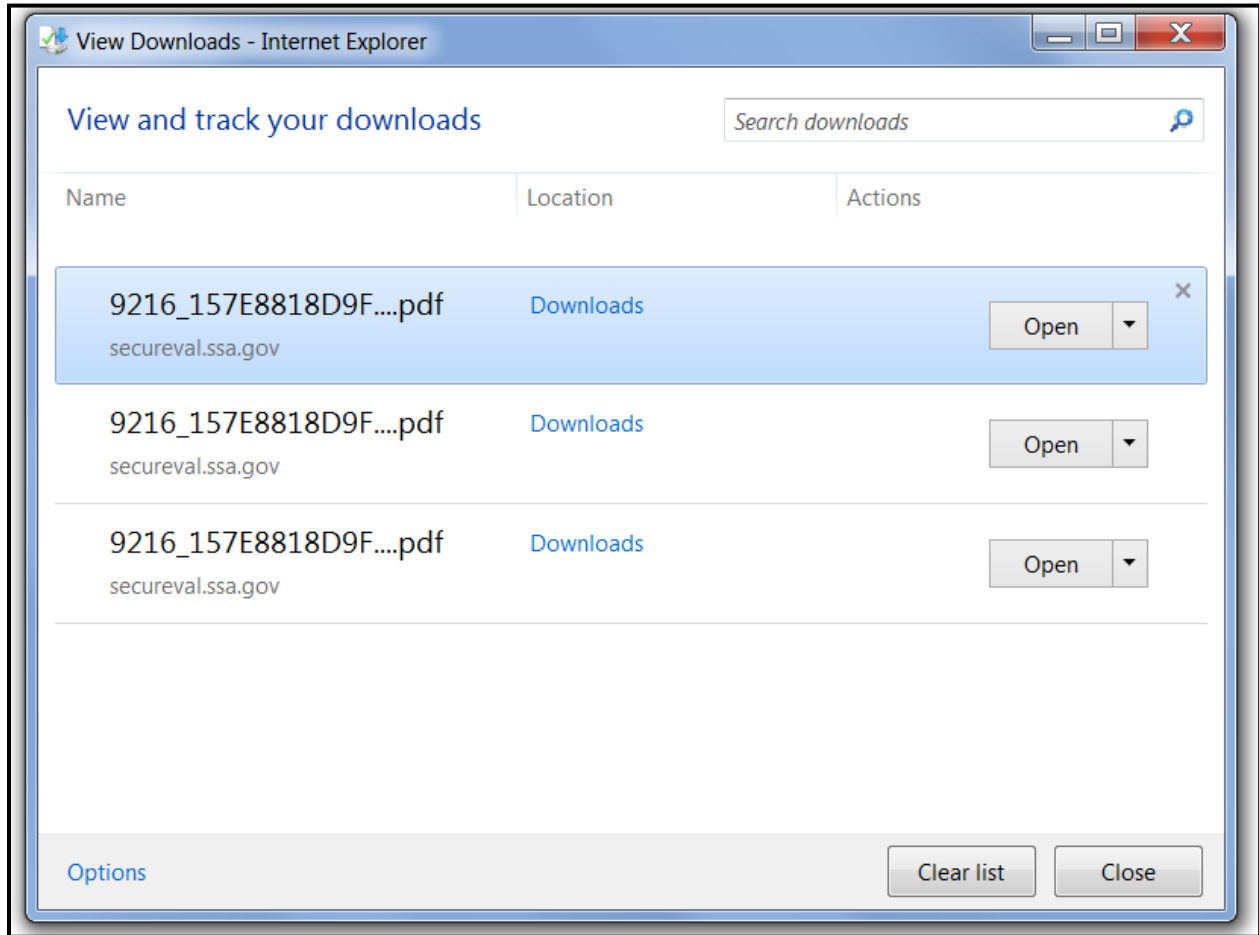 View Downloads - Internet Explorer
View and track your downloads
Search downloads
Name Location Actions
9216_157E8818D9F....pdf Downloads
Open
secureval.ssa.gov
9216_157E8818D9F....pdf Downloads
Open
secureval.ssa.gov
9216_157E8818D9F....pdf Downloads
Open
secureval.ssa.gov
Options Clear list Close